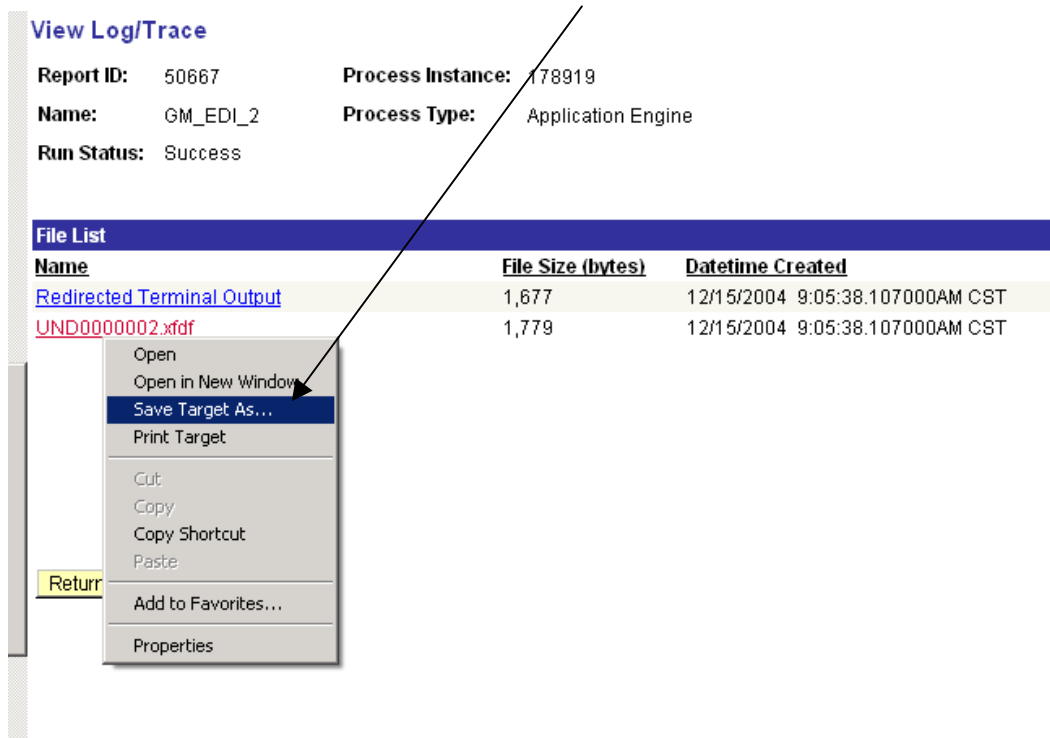 View Log/Trace
Report ID: 50667 Process Instance: 178919
Name: GM_EDI_2 Process Type: Application Engine
Run Status: Success
File List
Name File Size (bytes) Datetime Created
Redirected Terminal Output 1,677 12/15/2004 9:05:38.107000AM CST
UND0000002.xfdf 1,779 12/15/2004 9:05:38.107000AM CST
Open
Open in New Window
Save Target As...
Print Target
Cut
Copy
Copy Shortcut
Paste
Return
Add to Favorites...
Properties